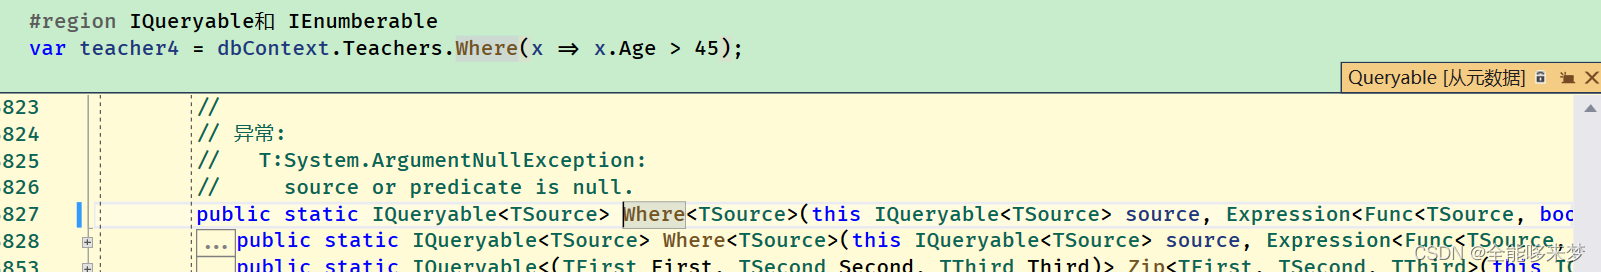 #region IQueryable和 IEnumberable
var teacher4 = dbContext.Teachers.Where(x => x.Age > 45);
Queryable [从元数据]
823 //
824 // 异常:
825 // T:System.ArgumentNullException:
826 // source or predicate is null.
827 public static IQueryable<TSource> Where<TSource>(this IQueryable<TSource> source, Expression<Func<TSource, boo
828 ... public static IQueryable<TSource> Where<TSource>(this IQueryable<TSource> source, Expression<Func<TSource,
853 public static IQueryable<(TFirst First, TSecond Second, TThird Third)> Zip<TFirst, TSecond, TThird>(this IQ
CSDN @全能哆来梦